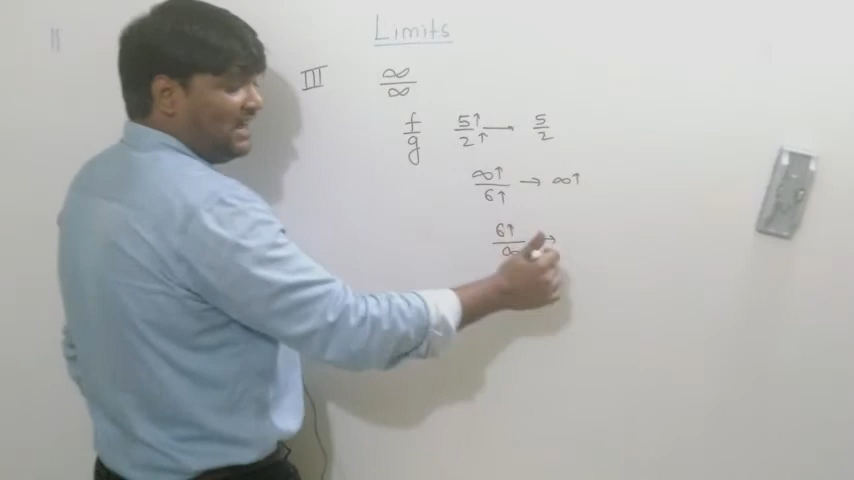 Limits
III ∞/∞
f/g 5↑/2↑ → 5/2
∞↑/6↑ → ∞↑
6↑/∞ →